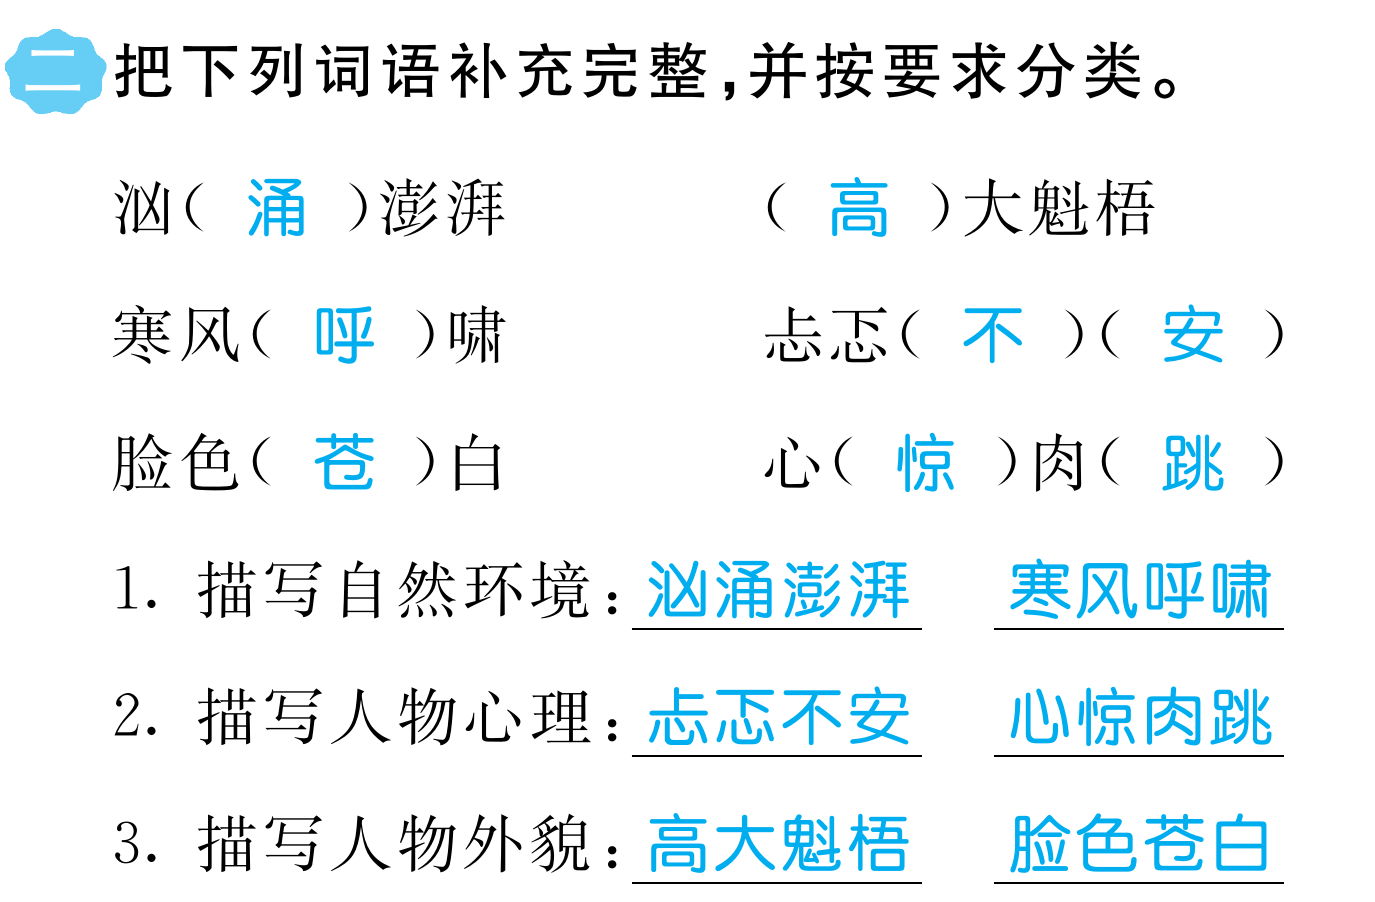 二 把下列词语补充完整,并按要求分类。
汹( 涌 )澎湃 ( 高 )大魁梧
寒风( 呼 )啸 忐忑( 不 )( 安 )
脸色( 苍 )白 心( 惊 )肉( 跳 )
1. 描写自然环境:汹涌澎湃 寒风呼啸
2. 描写人物心理:忐忑不安 心惊肉跳
3. 描写人物外貌:高大魁梧 脸色苍白